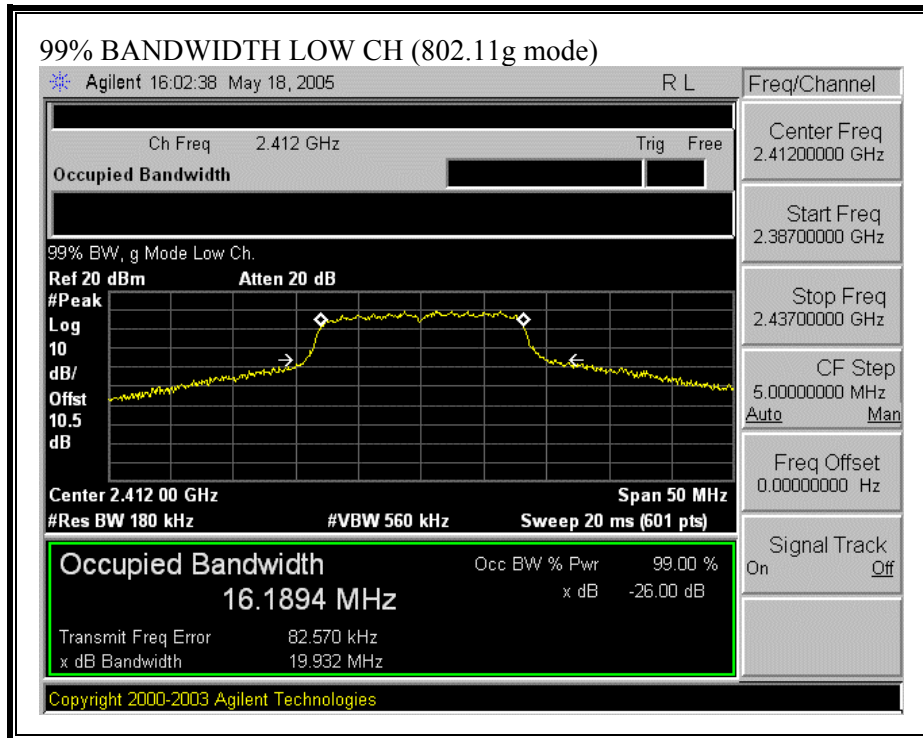 99% BANDWIDTH LOW CH (802.11g mode)
Agilent 16:02:38 May 18, 2005 R L
Ch Freq 2.412 GHz Trig Free
Occupied Bandwidth
99% BW, g Mode Low Ch.
Ref 20 dBm Atten 20 dB
#Peak
Log
10
dB/
Offst
10.5
dB
Center 2.412 00 GHz Span 50 MHz
#Res BW 180 kHz #VBW 560 kHz Sweep 20 ms (601 pts)
Occupied Bandwidth Occ BW % Pwr 99.00 %
16.1894 MHz x dB -26.00 dB
Transmit Freq Error 82.570 kHz
x dB Bandwidth 19.932 MHz
Copyright 2000-2003 Agilent Technologies
Freq/Channel
Center Freq
2.41200000 GHz
Start Freq
2.38700000 GHz
Stop Freq
2.43700000 GHz
CF Step
5.00000000 MHz
Auto Man
Freq Offset
0.00000000 Hz
Signal Track
On Off